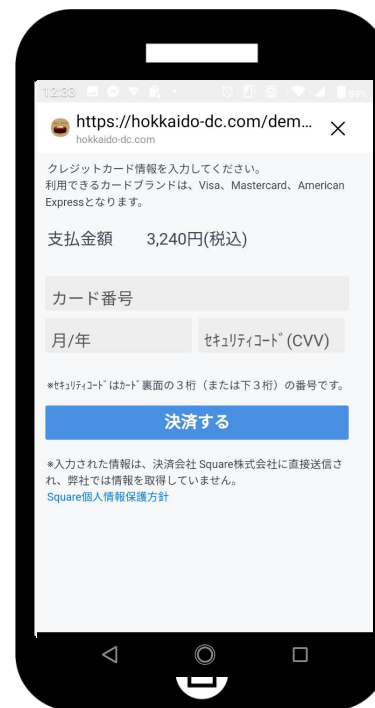 12:33
99%
https://hokkaido-dc.com/dem...
hokkaido-dc.com
クレジットカード情報を入力してください。
利用できるカードブランドは、Visa、Mastercard、American
Expressとなります。
支払金額 3,240円(税込)
カード番号
月/年 ｾｷｭﾘﾃｨｺｰﾄﾞ(CVV)
*ｾｷｭﾘﾃｨｺｰﾄﾞはｶｰﾄﾞ裏面の３桁（または下３桁）の番号です。
決済する
*入力された情報は、決済会社 Square株式会社に直接送信さ
れ、弊社では情報を取得していません。
Square個人情報保護方針